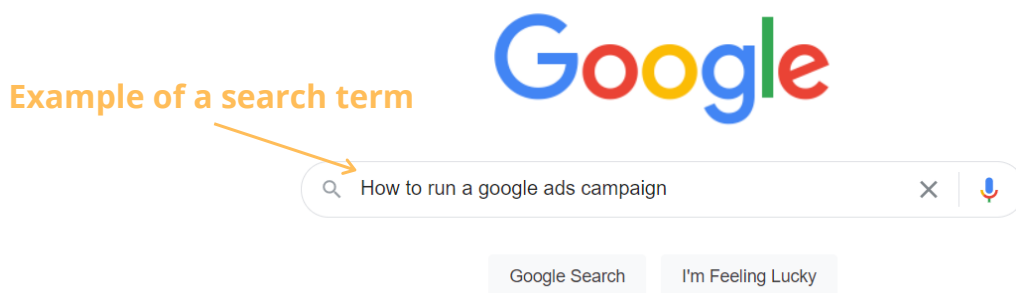 Google
Example of a search term
How to run a google ads campaign
Google Search
I'm Feeling Lucky